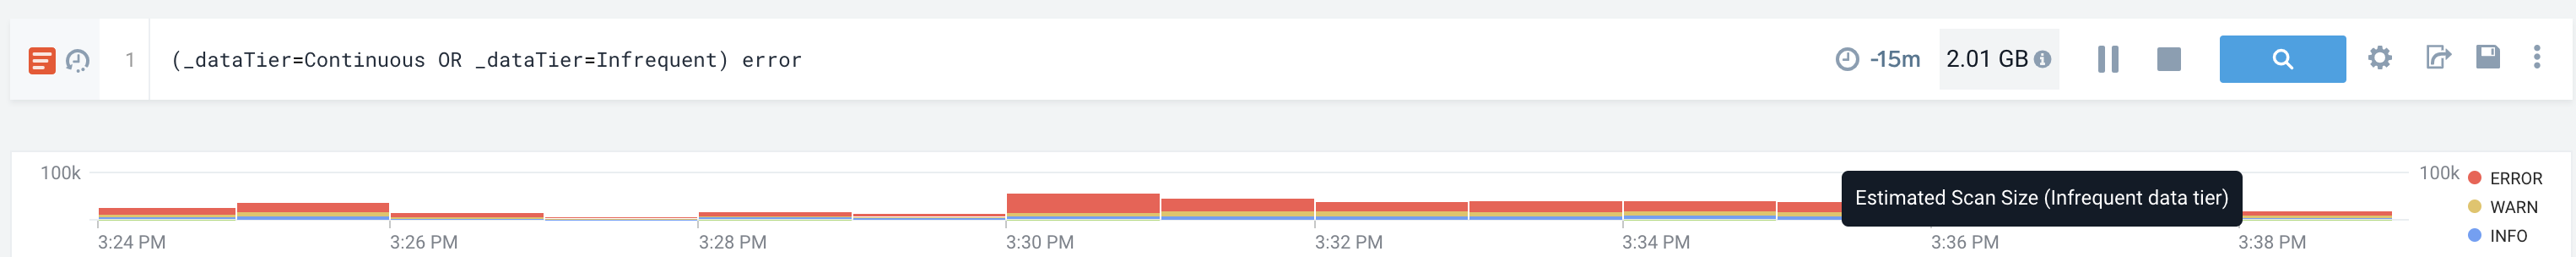 1 (_dataTier=Continuous OR _dataTier=Infrequent) error -15m 2.01 GB
100k 100k
ERROR
Estimated Scan Size (Infrequent data tier)
WARN
INFO
3:24 PM 3:26 PM 3:28 PM 3:30 PM 3:32 PM 3:34 PM 3:36 PM 3:38 PM